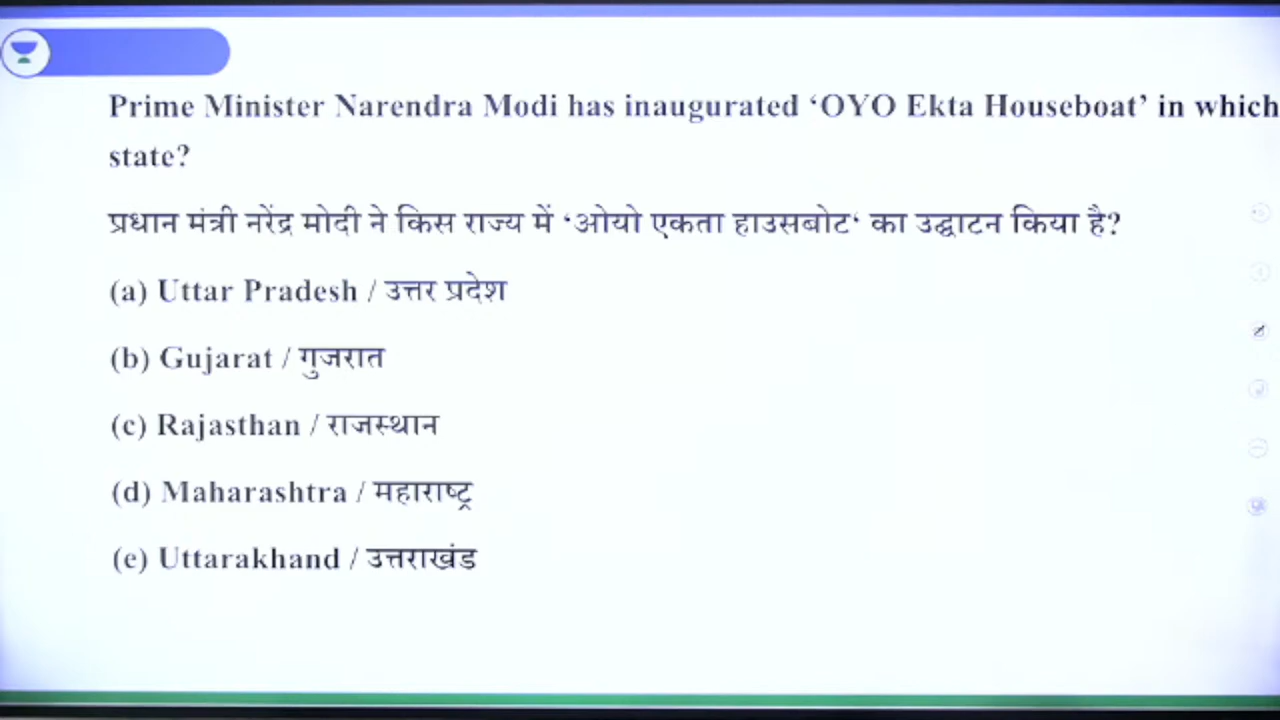 Prime Minister Narendra Modi has inaugurated ‘OYO Ekta Houseboat’ in which
state?
प्रधान मंत्री नरेंद्र मोदी ने किस राज्य में ‘ओयो एकता हाउसबोट‘ का उद्घाटन किया है?
(a) Uttar Pradesh / उत्तर प्रदेश
(b) Gujarat / गुजरात
(c) Rajasthan / राजस्थान
(d) Maharashtra / महाराष्ट्र
(e) Uttarakhand / उत्तराखंड